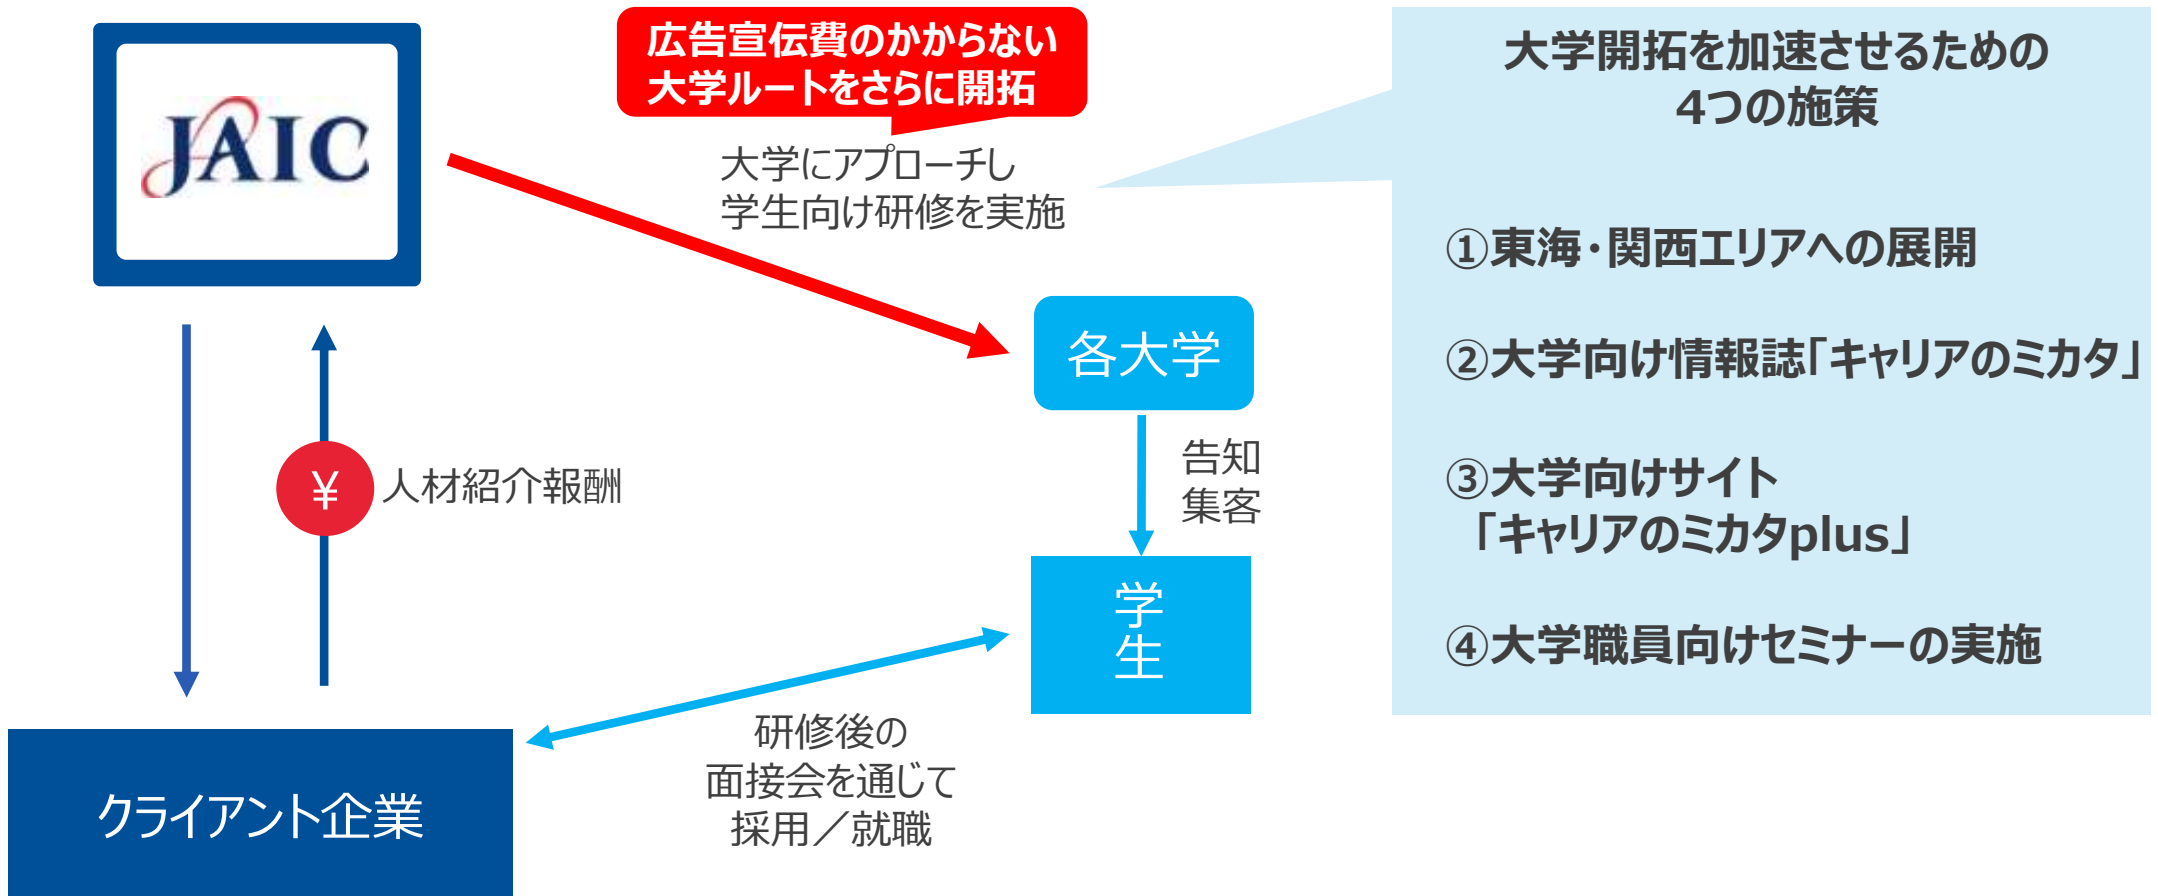 JAIC
広告宣伝費のかからない
大学ルートをさらに開拓
大学にアプローチし
学生向け研修を実施
各大学
告知
集客
学生
¥
人材紹介報酬
研修後の
面接会を通じて
採用／就職
クライアント企業
大学開拓を加速させるための
4つの施策
①東海・関西エリアへの展開
②大学向け情報誌「キャリアのミカタ」
③大学向けサイト
「キャリアのミカタplus」
④大学職員向けセミナーの実施